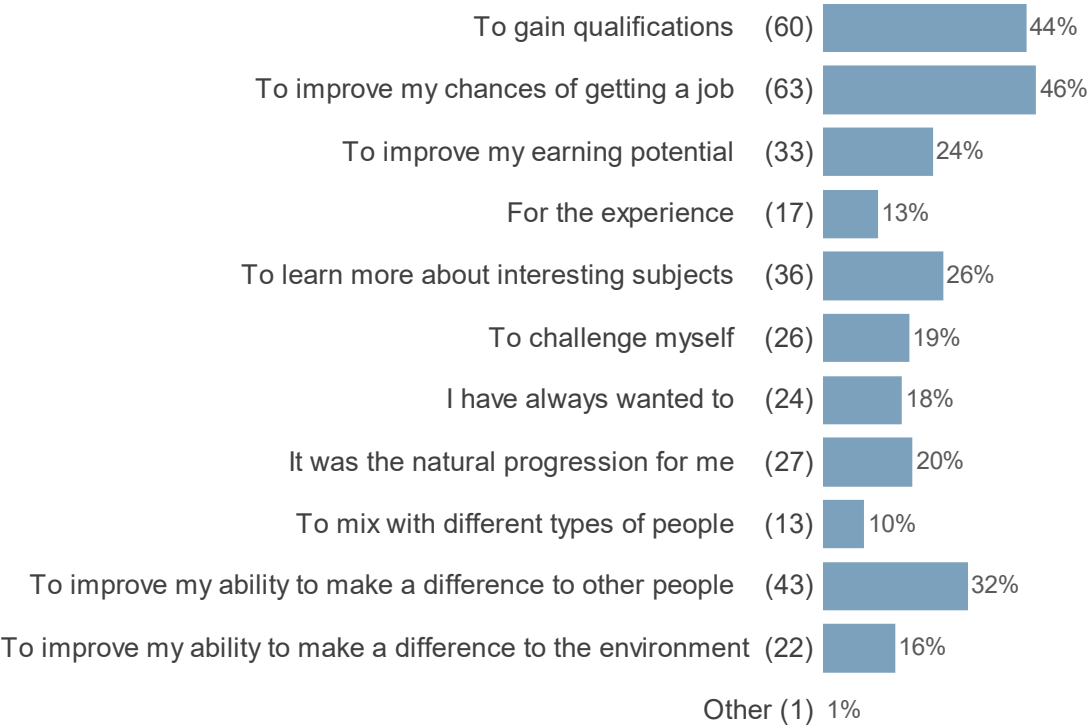 To gain qualifications (60) 44%
To improve my chances of getting a job (63) 46%
To improve my earning potential (33) 24%
For the experience (17) 13%
To learn more about interesting subjects (36) 26%
To challenge myself (26) 19%
I have always wanted to (24) 18%
It was the natural progression for me (27) 20%
To mix with different types of people (13) 10%
To improve my ability to make a difference to other people (43) 32%
To improve my ability to make a difference to the environment (22) 16%
Other (1) 1%